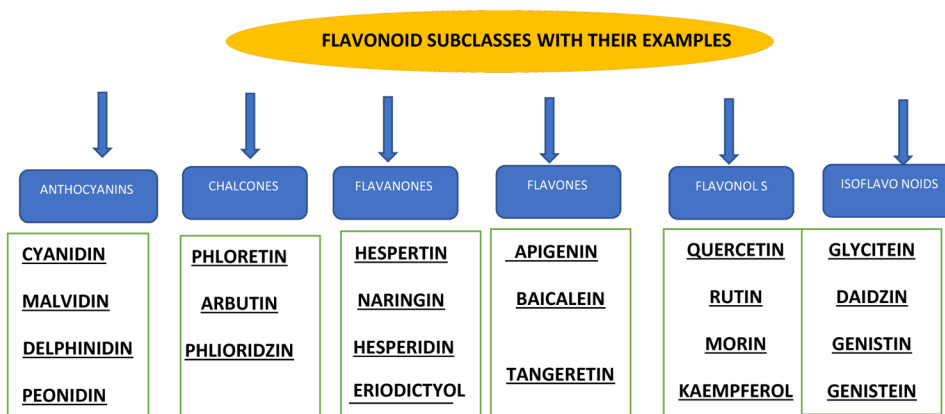 FLAVONOID SUBCLASSES WITH THEIR EXAMPLES
ANTHOCYANINS
CHALCONES
FLAVANONES
FLAVONES
FLAVONOL S
ISOFLAVO NOIDS
CYANIDIN
MALVIDIN
DELPHINIDIN
PEONIDIN
PHLORETIN
ARBUTIN
PHLIORIDZIN
HESPERTIN
NARINGIN
HESPERIDIN
ERIODICTYOL
APIGENIN
BAICALEIN
TANGERETIN
QUERCETIN
RUTIN
MORIN
KAEMPFEROL
GLYCITEIN
DAIDZIN
GENISTIN
GENISTEIN